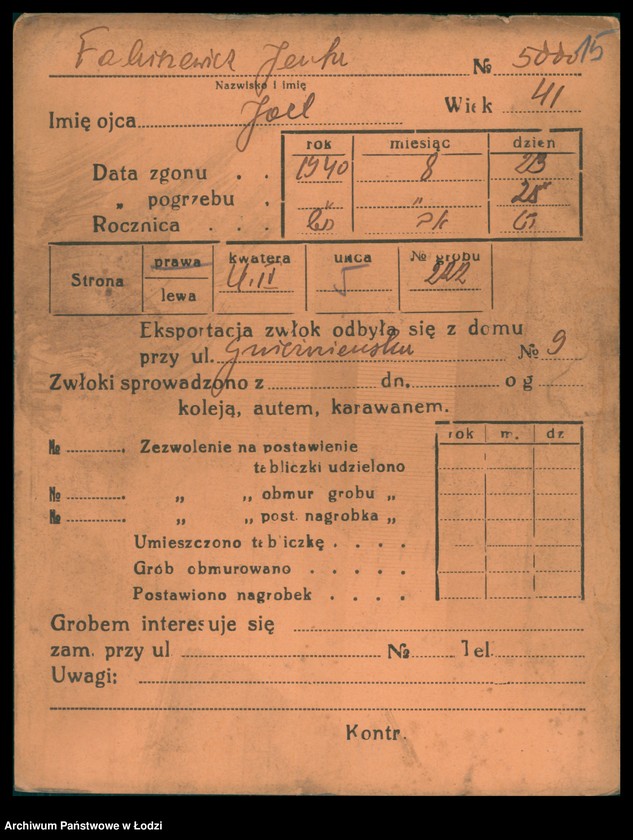 Fabiszewicz № 500015
Nazwisko i imię
Imię ojca Joel Wiek 41
rok miesiąc dzień
Data zgonu . . 1940 8 23
„ pogrzebu . " " 25
Rocznica . . .
Strona prawa lewa kwatera ulica № grobu
5 222
Eksportacja zwłok odbyła się z domu
przy ul. Gnieźnieńska № 9
Zwłoki sprowadzono z dn. o g
koleją, autem, karawanem.
rok m. dz.
№ . Zezwolenie na postawienie
tabliczki udzielono
№ . „ „ obmur grobu „
№ . „ „ post. nagrobka „
Umieszczono tabliczkę . . . .
Grób obmurowano . . . . .
Postawiono nagrobek . . . .
Grobem interesuje się
zam. przy ul № Tel.
Uwagi:
Kontr.
Archiwum Państwowe w Łodzi